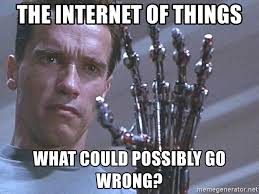 THE INTERNET OF THINGS
WHAT COULD POSSIBLY GO
WRONG?
memegenerator.net